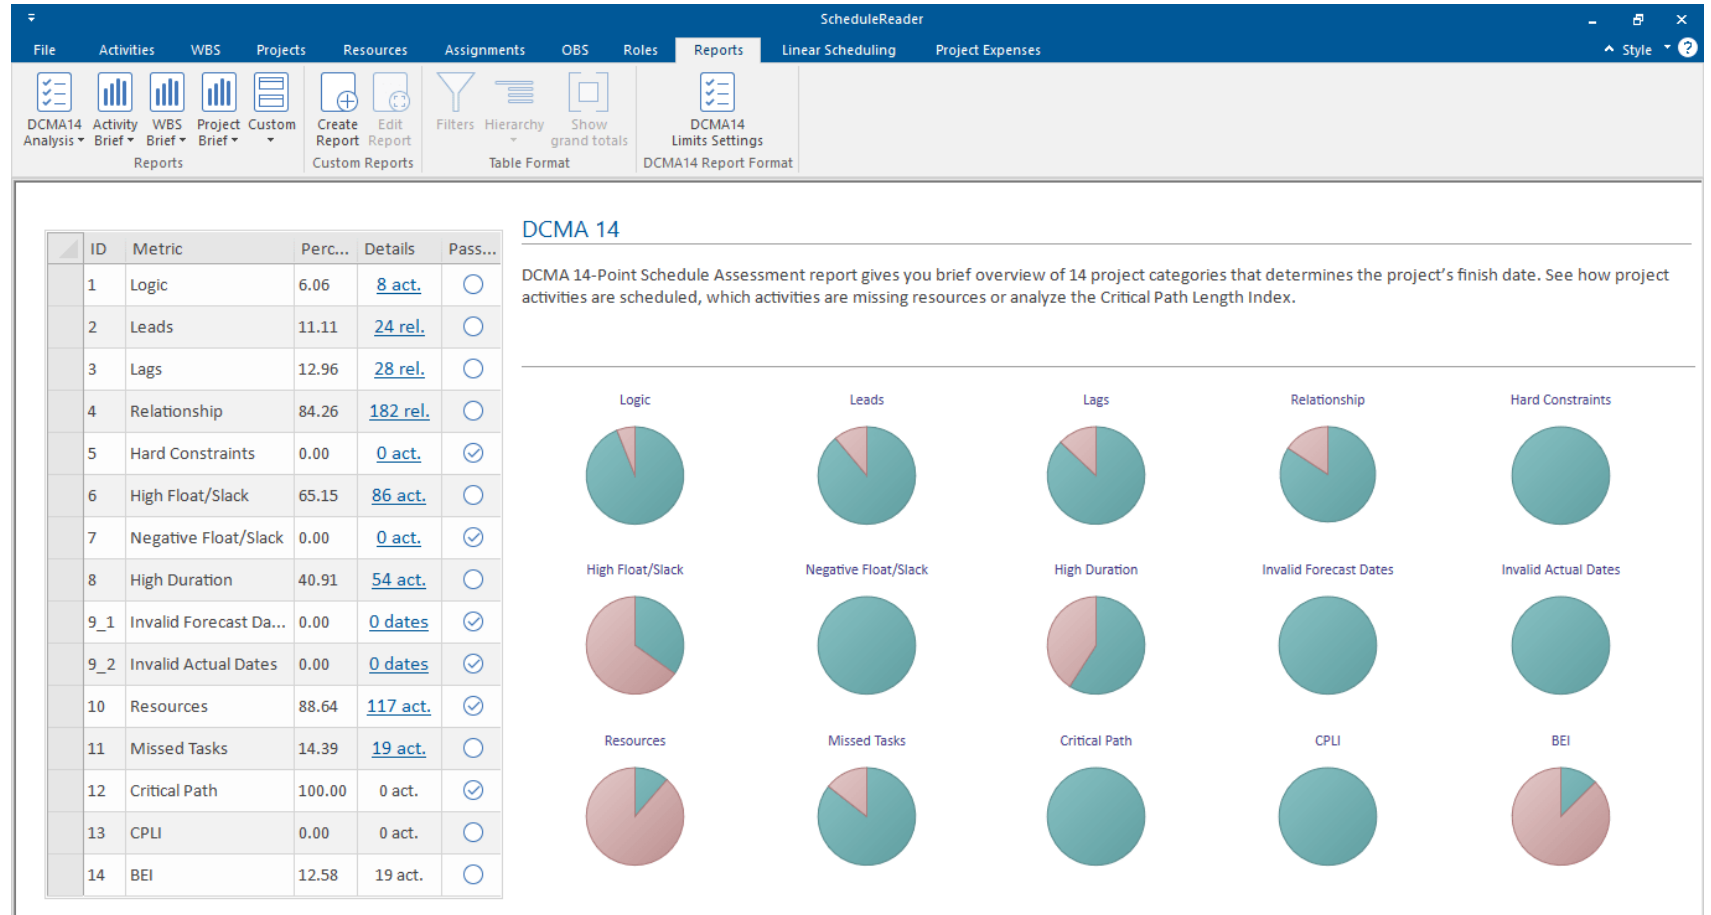 ScheduleReader
File Activities WBS Projects Resources Assignments OBS Roles Reports Linear Scheduling Project Expenses Style ?
DCMA14 Analysis
Activity Brief
WBS Brief
Project Brief
Custom
Create Report
Edit Report
Filters
Hierarchy
Show grand totals
DCMA14 Limits Settings
Reports Custom Reports Table Format DCMA14 Report Format
ID Metric Perc... Details Pass...
1 Logic 6.06 8 act.
2 Leads 11.11 24 rel.
3 Lags 12.96 28 rel.
4 Relationship 84.26 182 rel.
5 Hard Constraints 0.00 0 act.
6 High Float/Slack 65.15 86 act.
7 Negative Float/Slack 0.00 0 act.
8 High Duration 40.91 54 act.
9_1 Invalid Forecast Da... 0.00 0 dates
9_2 Invalid Actual Dates 0.00 0 dates
10 Resources 88.64 117 act.
11 Missed Tasks 14.39 19 act.
12 Critical Path 100.00 0 act.
13 CPLI 0.00 0 act.
14 BEI 12.58 19 act.
DCMA 14
DCMA 14-Point Schedule Assessment report gives you brief overview of 14 project categories that determines the project's finish date. See how project
activities are scheduled, which activities are missing resources or analyze the Critical Path Length Index.
Logic Leads Lags Relationship Hard Constraints
High Float/Slack Negative Float/Slack High Duration Invalid Forecast Dates Invalid Actual Dates
Resources Missed Tasks Critical Path CPLI BEI